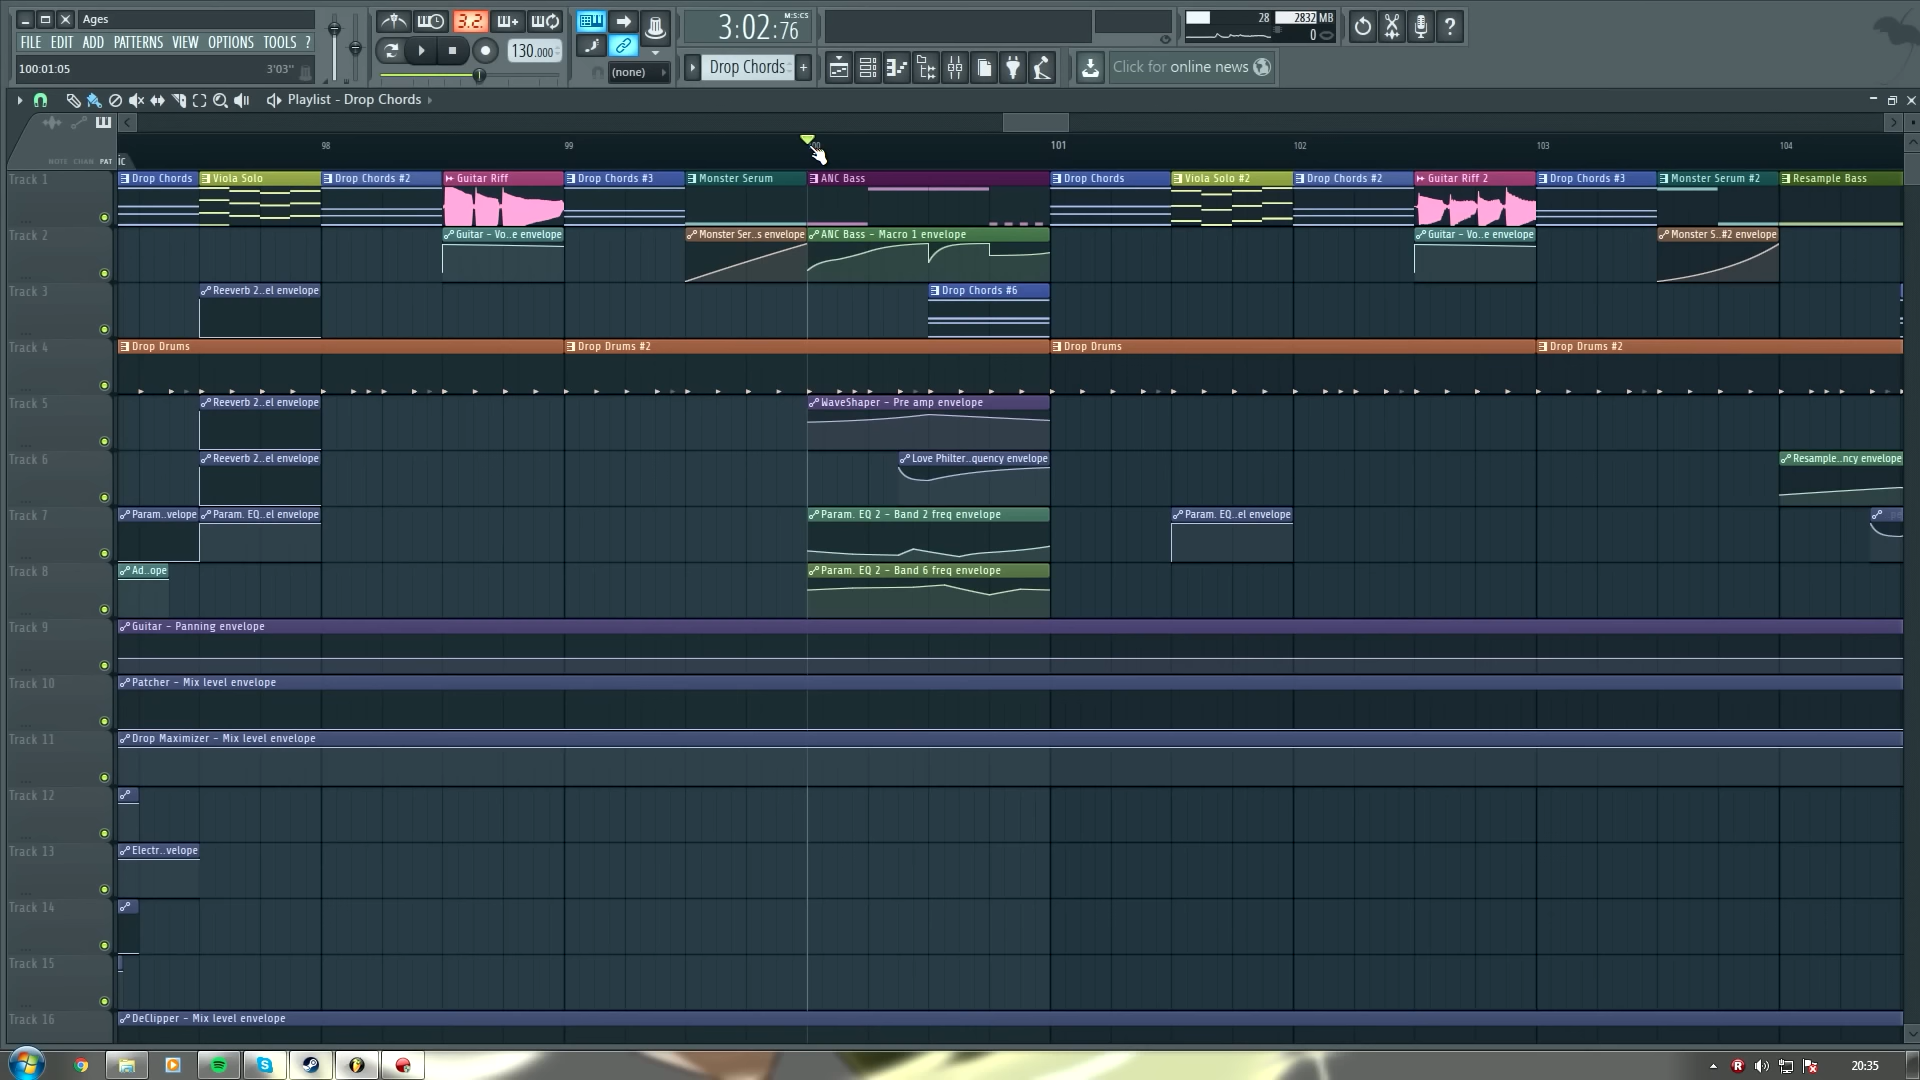 Ages
FILE EDIT ADD PATTERNS VIEW OPTIONS TOOLS ?
100:01:05 3'03"
3.2.
130.000
(none)
3:02:76
M:S:CS
Drop Chords
28 2832 MB
0
Click for online news
Playlist - Drop Chords
NOTE CHAN PAT
ic
98 99 101 102 103 104
Track 1 Drop Chords Viola Solo Drop Chords #2 Guitar Riff Drop Chords #3 Monster Serum ANC Bass Drop Chords Viola Solo #2 Drop Chords #2 Guitar Riff 2 Drop Chords #3 Monster Serum #2 Resample Bass
Track 2 Guitar - Vo..e envelope Monster Ser..s envelope ANC Bass - Macro 1 envelope Guitar - Vo..e envelope Monster S..#2 envelope
Track 3 Reeverb 2..el envelope Drop Chords #6
Track 4 Drop Drums Drop Drums #2 Drop Drums Drop Drums #2
Track 5 Reeverb 2..el envelope WaveShaper - Pre amp envelope
Track 6 Reeverb 2..el envelope Love Philter..quency envelope Resample..ncy envelope
Track 7 Param..velope Param. EQ..el envelope Param. EQ 2 - Band 2 freq envelope Param. EQ..el envelope
Track 8 Ad..ope Param. EQ 2 - Band 6 freq envelope
Track 9 Guitar - Panning envelope
Track 10 Patcher - Mix level envelope
Track 11 Drop Maximizer - Mix level envelope
Track 12
Track 13 Electr..velope
Track 14
Track 15
Track 16 DeClipper - Mix level envelope
20:35